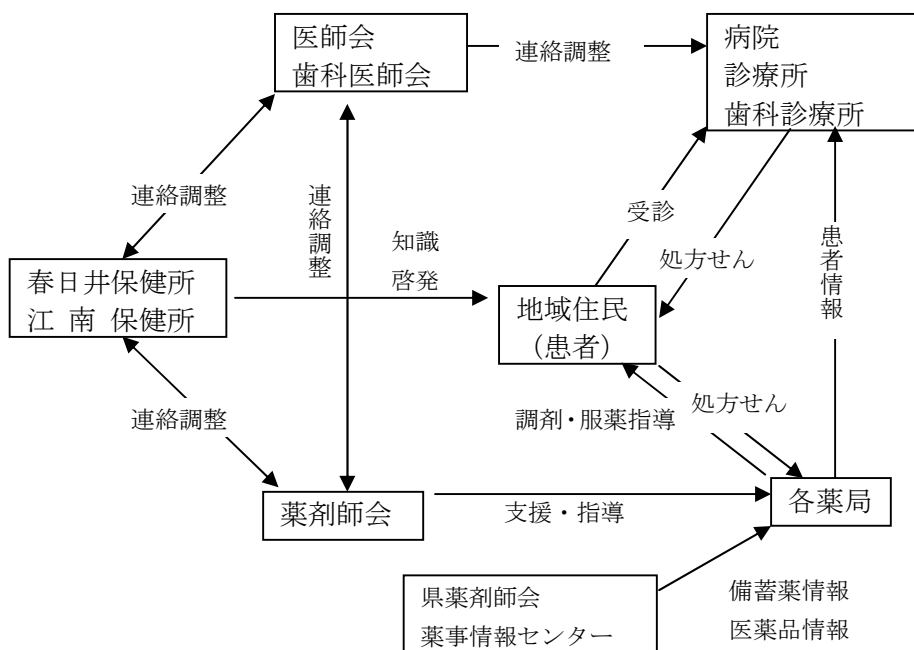 医師会
歯科医師会
連絡調整
病院
診療所
歯科診療所
連絡調整
連絡調整
知識
啓発
受診
処方せん
患者情報
春日井保健所
江南保健所
地域住民
（患者）
連絡調整
調剤・服薬指導
処方せん
薬剤師会
支援・指導
各薬局
県薬剤師会
薬事情報センター
備蓄薬情報
医薬品情報